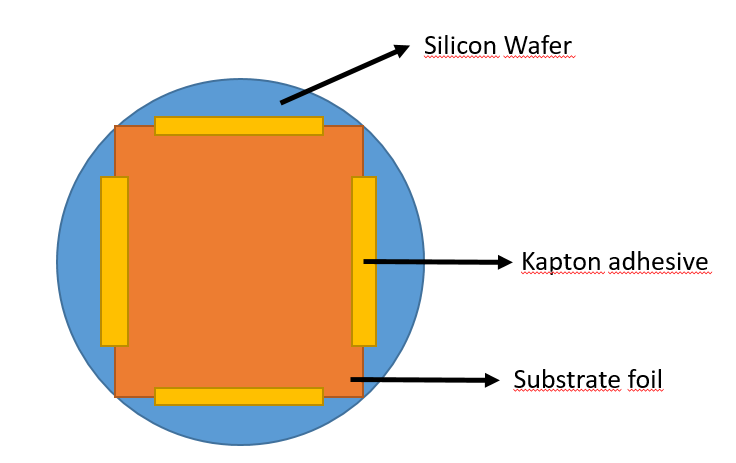 Silicon Wafer
Kapton adhesive
Substrate foil